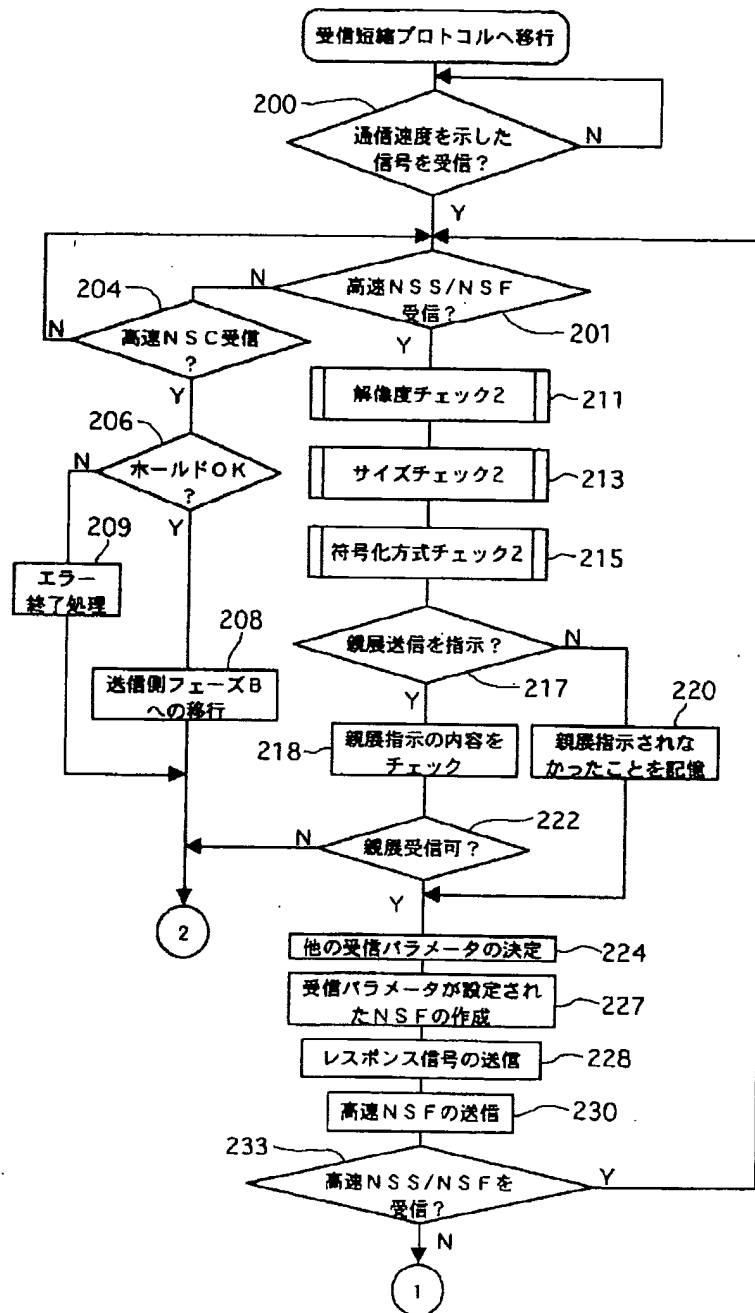 受信短縮プロトコルへ移行
200
通信速度を示した
信号を受信?
N
Y
高速NSS/NSF
受信?
201
N
Y
204
高速NSC受信
?
N
Y
解像度チェック2
211
206
ホールドOK
?
N
Y
サイズチェック2
213
209
エラー
終了処理
符号化方式チェック2
215
208
送信側フェーズB
への移行
親展送信を指示?
217
N
Y
218
親展指示の内容を
チェック
220
親展指示されな
かったことを記憶
222
親展受信可?
N
Y
2
他の受信パラメータの決定
224
受信パラメータが設定され
たNSFの作成
227
レスポンス信号の送信
228
高速NSFの送信
230
233
高速NSS/NSFを
受信?
Y
N
1